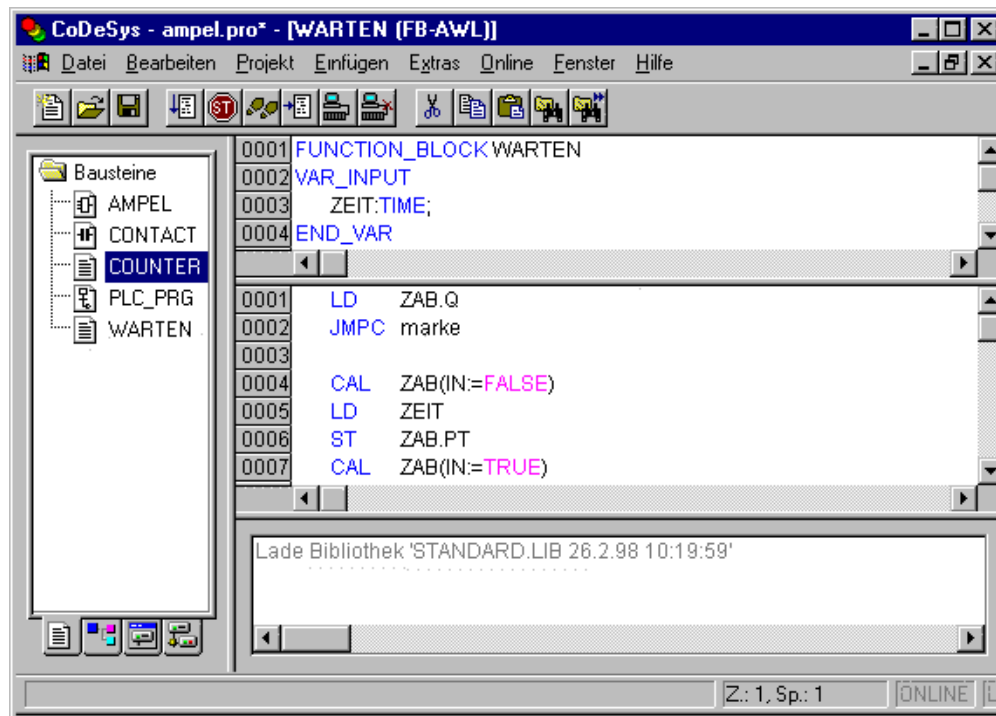 CoDeSys - ampel.pro* - [WARTEN (FB-AWL)]
Datei Bearbeiten Projekt Einfügen Extras Online Fenster Hilfe
Bausteine
AMPEL
CONTACT
COUNTER
PLC_PRG
WARTEN
0001 FUNCTION_BLOCK WARTEN
0002 VAR_INPUT
0003 ZEIT:TIME;
0004 END_VAR
0001 LD ZAB.Q
0002 JMPC marke
0003
0004 CAL ZAB(IN:=FALSE)
0005 LD ZEIT
0006 ST ZAB.PT
0007 CAL ZAB(IN:=TRUE)
Lade Bibliothek 'STANDARD.LIB 26.2.98 10:19:59'
Z.: 1, Sp.: 1 ONLINE